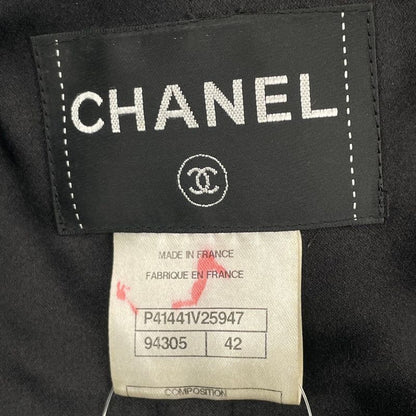 CHANEL
MADE IN FRANCE
FABRIQUE EN FRANCE
P41441V25947
94305 42
COMPOSITION